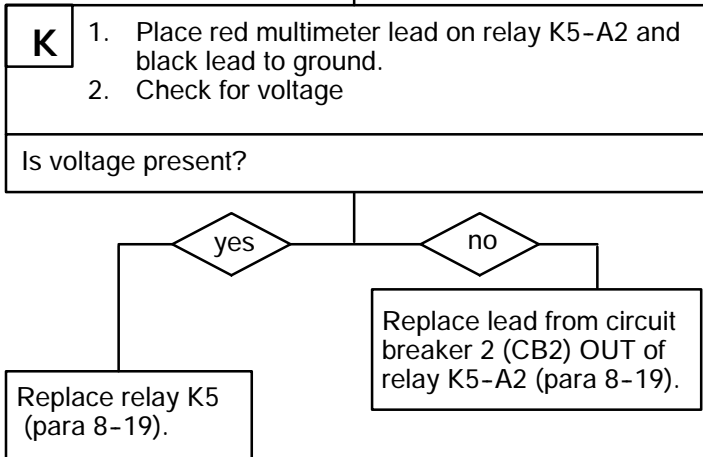 K
1. Place red multimeter lead on relay K5-A2 and
black lead to ground.
2. Check for voltage
Is voltage present?
yes
no
Replace lead from circuit
breaker 2 (CB2) OUT of
relay K5-A2 (para 8-19).
Replace relay K5
(para 8-19).